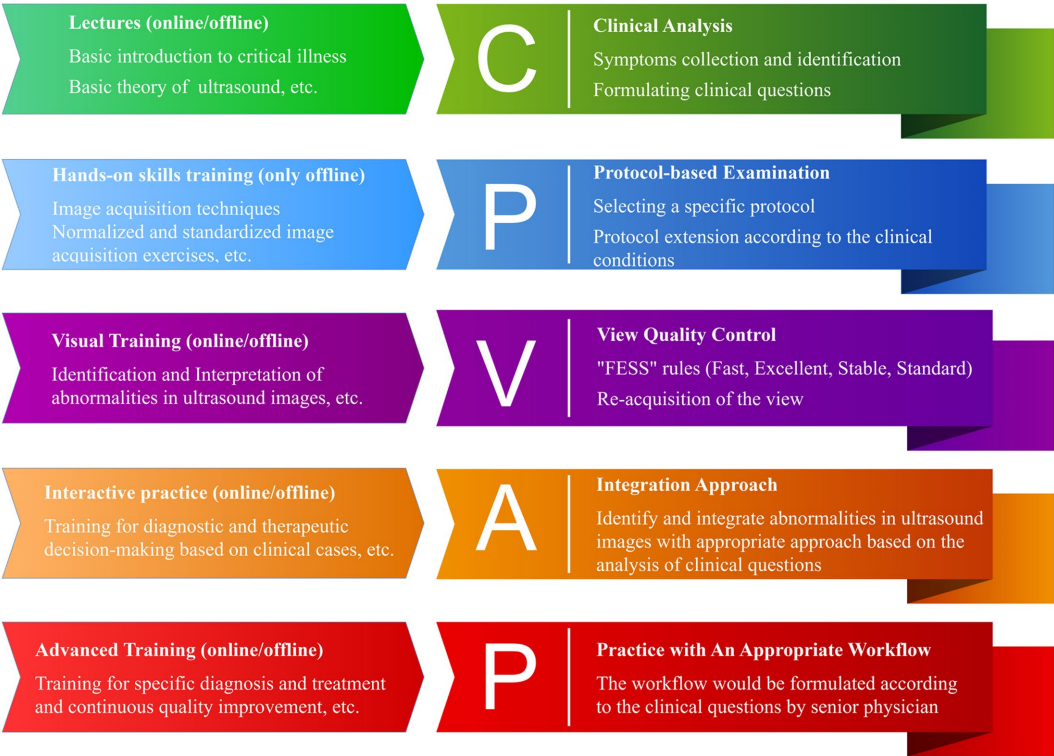 Lectures (online/offline)
Basic introduction to critical illness
Basic theory of ultrasound, etc.
C
Clinical Analysis
Symptoms collection and identification
Formulating clinical questions
Hands-on skills training (only offline)
Image acquisition techniques
Normalized and standardized image
acquisition exercises, etc.
P
Protocol-based Examination
Selecting a specific protocol
Protocol extension according to the clinical
conditions
Visual Training (online/offline)
Identification and Interpretation of
abnormalities in ultrasound images, etc.
V
View Quality Control
"FESS" rules (Fast, Excellent, Stable, Standard)
Re-acquisition of the view
Interactive practice (online/offline)
Training for diagnostic and therapeutic
decision-making based on clinical cases, etc.
A
Integration Approach
Identify and integrate abnormalities in ultrasound
images with appropriate approach based on the
analysis of clinical questions
Advanced Training (online/offline)
Training for specific diagnosis and treatment
and continuous quality improvement, etc.
P
Practice with An Appropriate Workflow
The workflow would be formulated according
to the clinical questions by senior physician